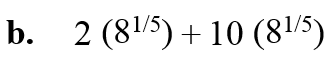 b. 2 (8^{1/5}) + 10 (8^{1/5})